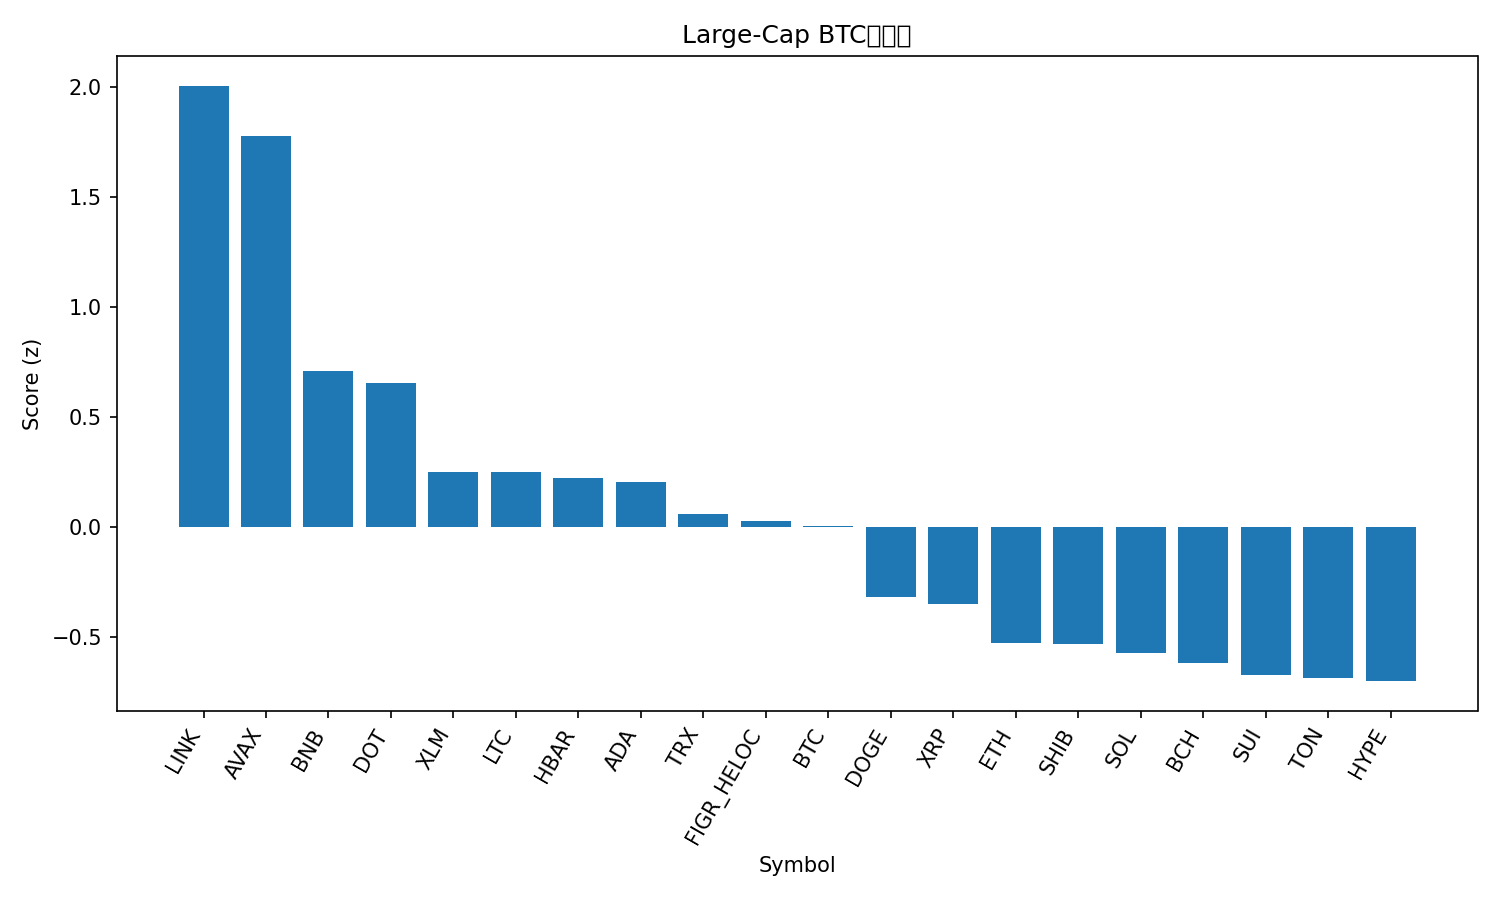 Large-Cap BTC
2.0
1.5
1.0
0.5
0.0
−0.5
Score (z)
LINK
AVAX
BNB
DOT
XLM
LTC
HBAR
ADA
TRX
FIGR_HELOC
BTC
DOGE
XRP
ETH
SHIB
SOL
BCH
SUI
TON
HYPE
Symbol